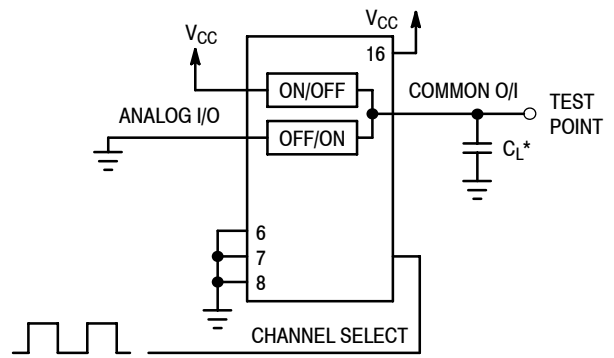 VCC
VCC
16
ON/OFF
COMMON O/I
TEST
POINT
ANALOG I/O
OFF/ON
CL*
6
7
8
CHANNEL SELECT